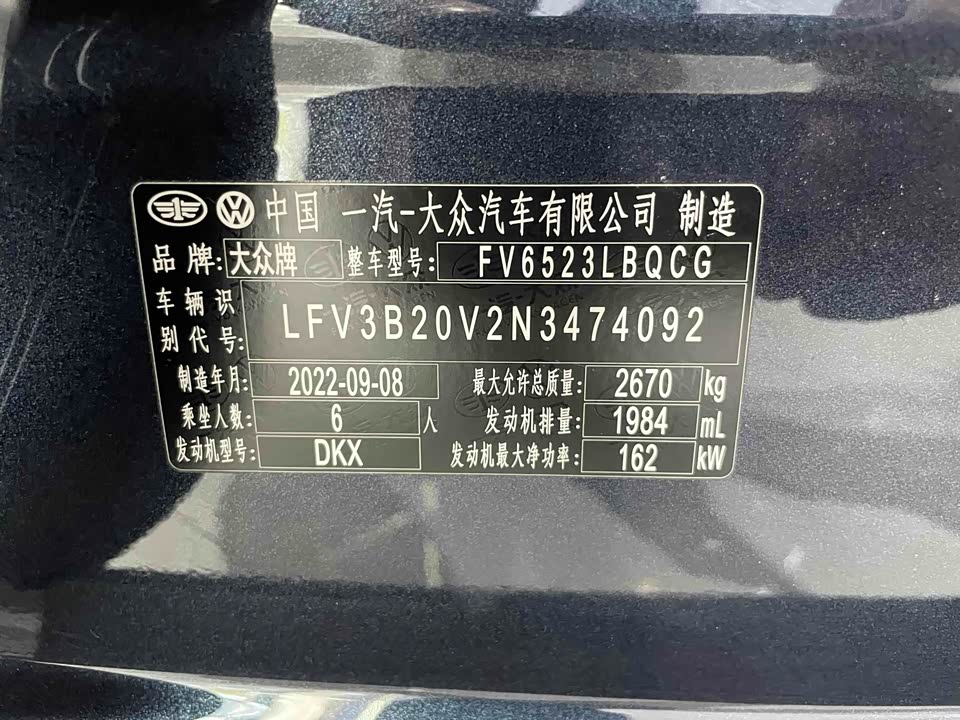 中国 一汽-大众汽车有限公司 制造
品牌: 大众牌 整车型号: FV6523LBQCG
车辆识别代号: LFV3B20V2N3474092
制造年月: 2022-09-08 最大允许总质量: 2670 kg
乘坐人数: 6 人 发动机排量: 1984 mL
发动机型号: DKX 发动机最大净功率: 162 kW